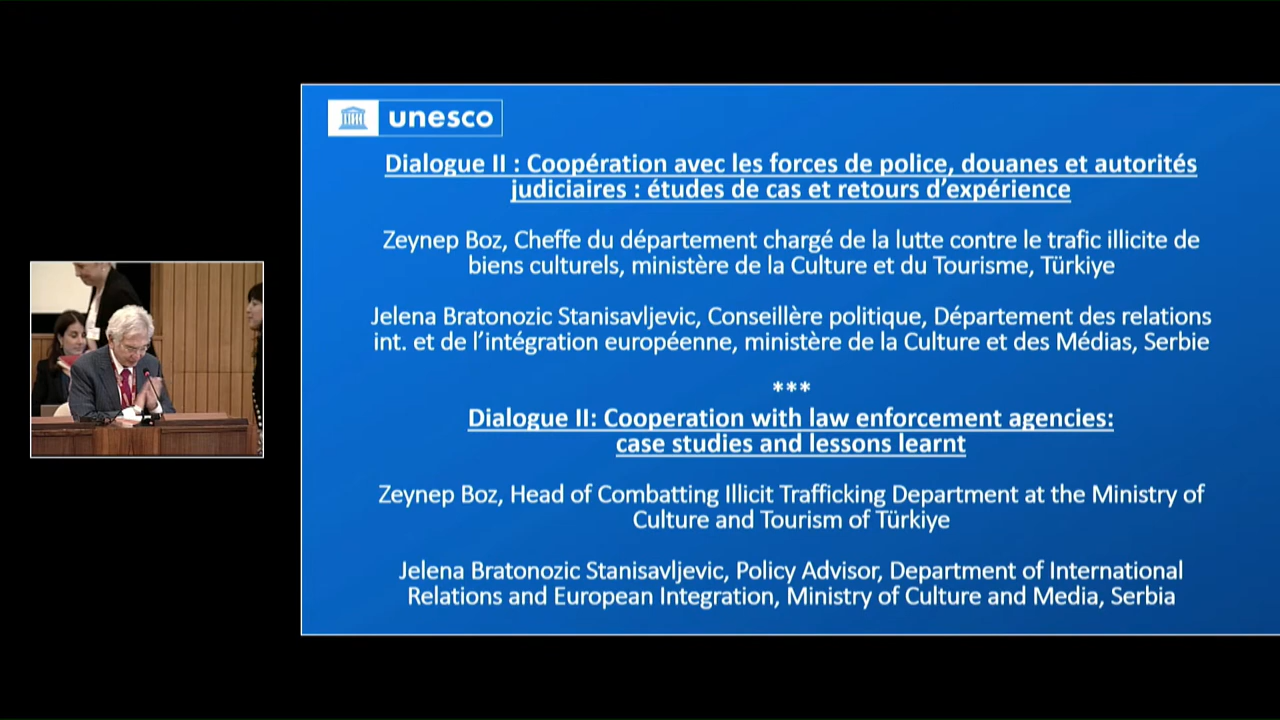 unesco
Dialogue II : Coopération avec les forces de police, douanes et autorités
judiciaires : études de cas et retours d’expérience
Zeynep Boz, Cheffe du département chargé de la lutte contre le trafic illicite de
biens culturels, ministère de la Culture et du Tourisme, Türkiye
Jelena Bratonozic Stanisavljevic, Conseillère politique, Département des relations
int. et de l’intégration européenne, ministère de la Culture et des Médias, Serbie
***
Dialogue II: Cooperation with law enforcement agencies:
case studies and lessons learnt
Zeynep Boz, Head of Combatting Illicit Trafficking Department at the Ministry of
Culture and Tourism of Türkiye
Jelena Bratonozic Stanisavljevic, Policy Advisor, Department of International
Relations and European Integration, Ministry of Culture and Media, Serbia